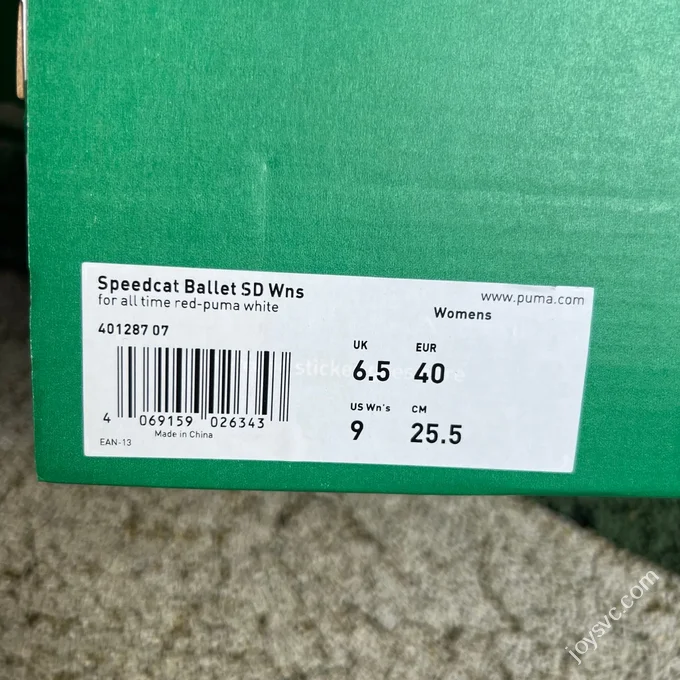 Speedcat Ballet SD Wns
for all time red-puma white
www.puma.com
Womens
401287 07
UK EUR
6.5 40
US Wn's CM
9 25.5
4 069159 026343
Made in China
EAN-13
joysvc.com